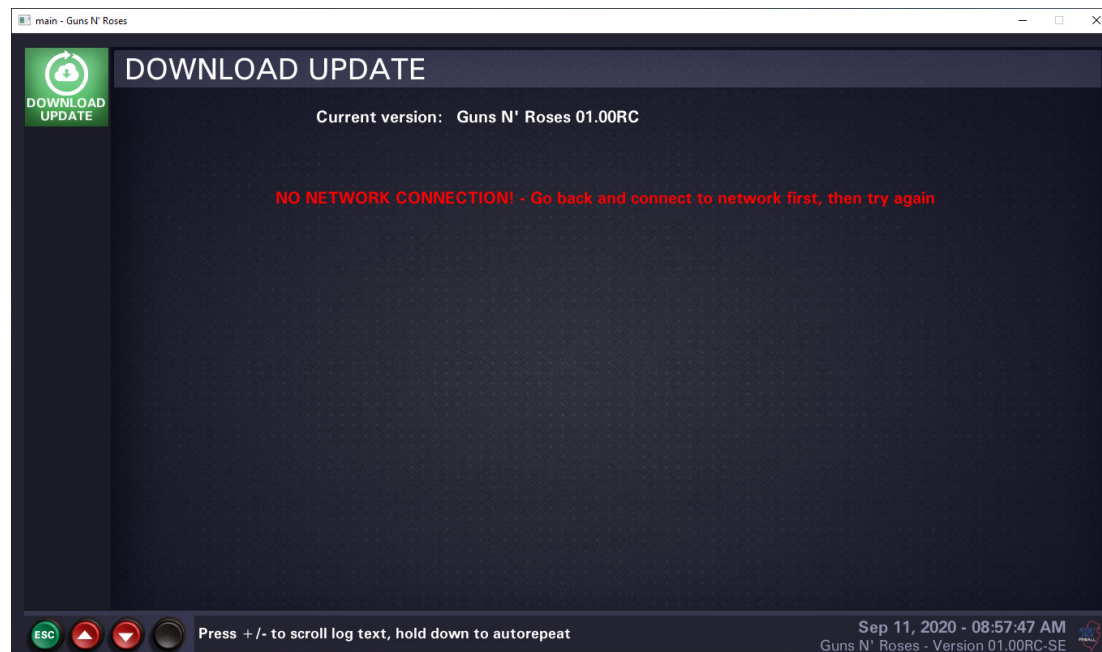 main - Guns N' Roses
DOWNLOAD UPDATE
DOWNLOAD
UPDATE
Current version: Guns N' Roses 01.00RC
NO NETWORK CONNECTION! - Go back and connect to network first, then try again
ESC
Press +/- to scroll log text, hold down to autorepeat
Sep 11, 2020 - 08:57:47 AM
Guns N' Roses - Version 01.00RC-SE